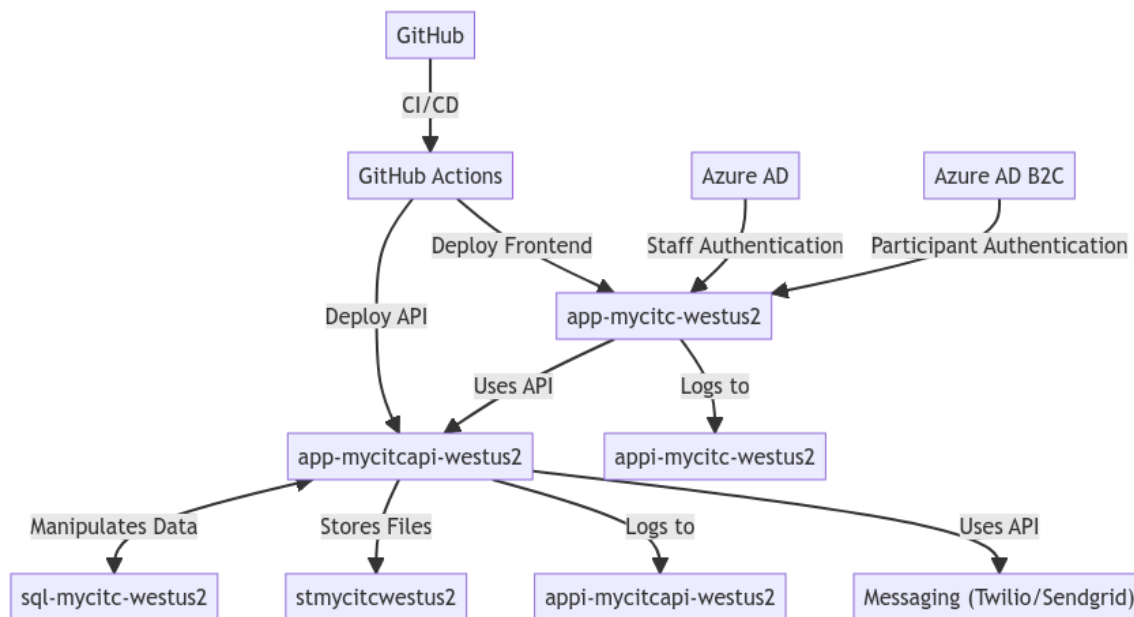 GitHub
CI/CD
GitHub Actions
Azure AD
Azure AD B2C
Deploy Frontend
Staff Authentication
Participant Authentication
Deploy API
app-mycitc-westus2
Uses API
Logs to
app-mycitcapi-westus2
appi-mycitc-westus2
Manipulates Data
Stores Files
Logs to
Uses API
sql-mycitc-westus2
stmycitcwestus2
appi-mycitcapi-westus2
Messaging (Twilio/Sendgrid)